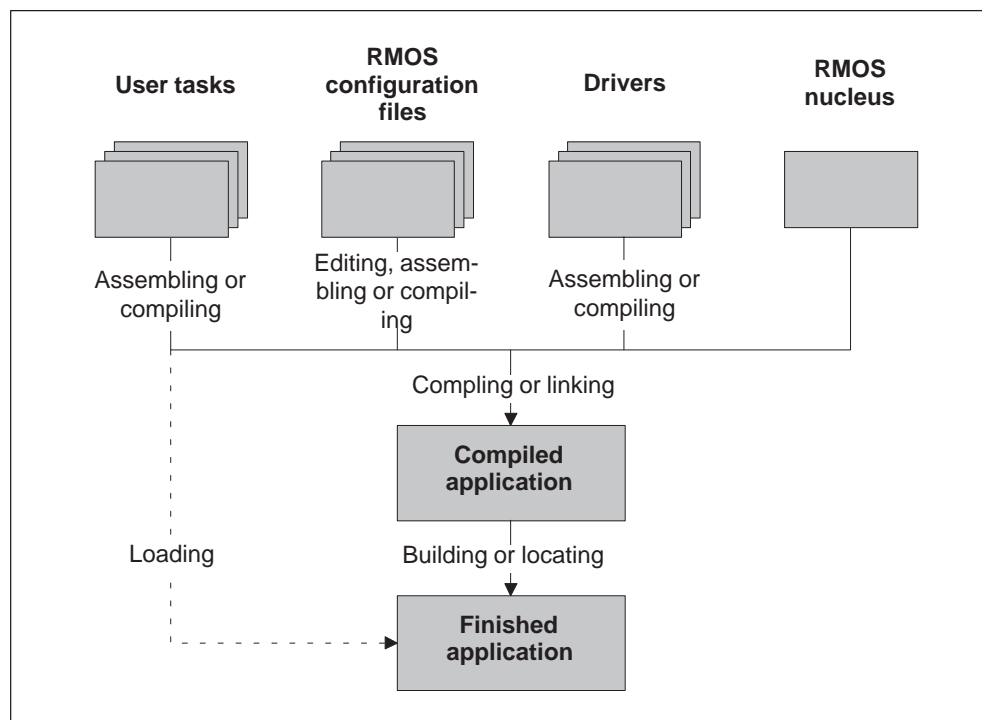 User tasks
RMOS
configuration
files
Drivers
RMOS
nucleus
Assembling or
compiling
Editing, assem-
bling or compil-
ing
Assembling or
compiling
Compling or linking
Compiled
application
Loading
Building or locating
Finished
application